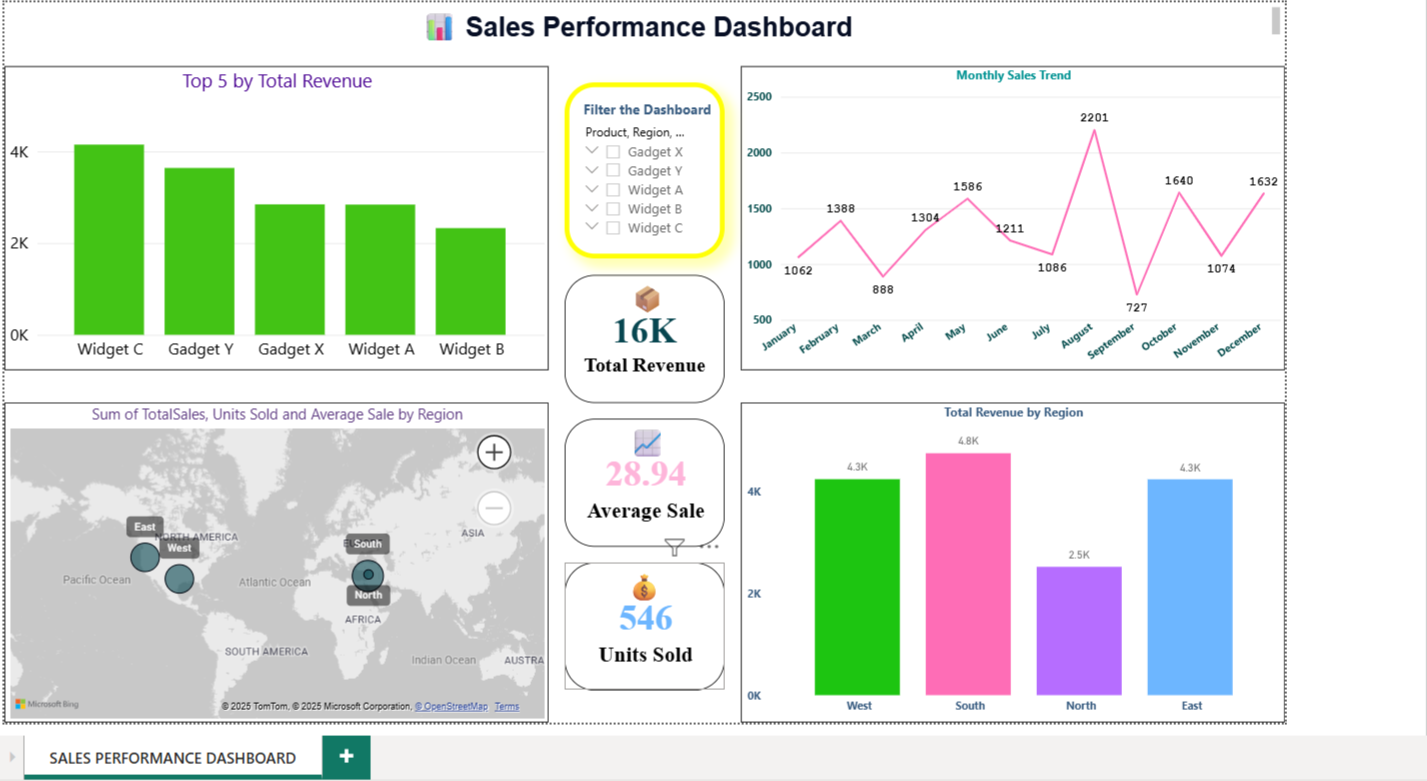 Sales Performance Dashboard
Top 5 by Total Revenue
4K
2K
0K
Widget C
Gadget Y
Gadget X
Widget A
Widget B
Filter the Dashboard
Product, Region, ...
Gadget X
Gadget Y
Widget A
Widget B
Widget C
16K
Total Revenue
28.94
Average Sale
546
Units Sold
Monthly Sales Trend
2500
2000
1500
1000
500
1062
1388
888
1304
1586
1211
1086
2201
727
1640
1074
1632
January
February
March
April
May
June
July
August
September
October
November
December
Sum of TotalSales, Units Sold and Average Sale by Region
East
West
South
North
NORTH AMERICA
ASIA
Pacific Ocean
Atlantic Ocean
AFRICA
SOUTH AMERICA
Indian Ocean
AUSTRA
Microsoft Bing
© 2025 TomTom, © 2025 Microsoft Corporation, © OpenStreetMap Terms
Total Revenue by Region
4K
2K
0K
4.3K
4.8K
2.5K
4.3K
West
South
North
East
SALES PERFORMANCE DASHBOARD